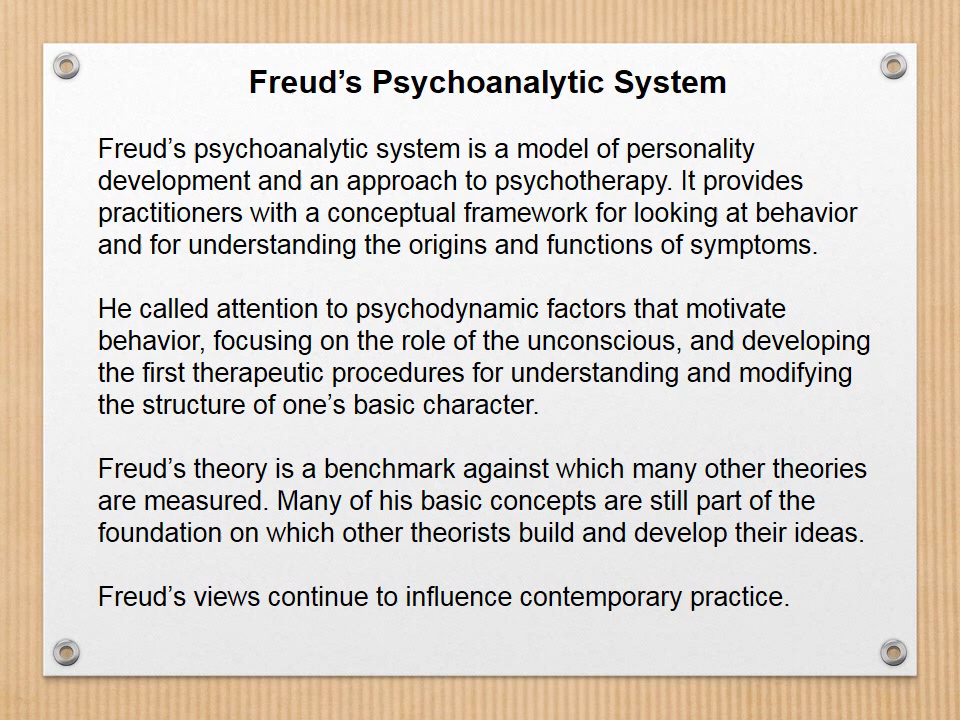 Freud’s Psychoanalytic System
Freud’s psychoanalytic system is a model of personality
development and an approach to psychotherapy. It provides
practitioners with a conceptual framework for looking at behavior
and for understanding the origins and functions of symptoms.
He called attention to psychodynamic factors that motivate
behavior, focusing on the role of the unconscious, and developing
the first therapeutic procedures for understanding and modifying
the structure of one’s basic character.
Freud’s theory is a benchmark against which many other theories
are measured. Many of his basic concepts are still part of the
foundation on which other theorists build and develop their ideas.
Freud’s views continue to influence contemporary practice.